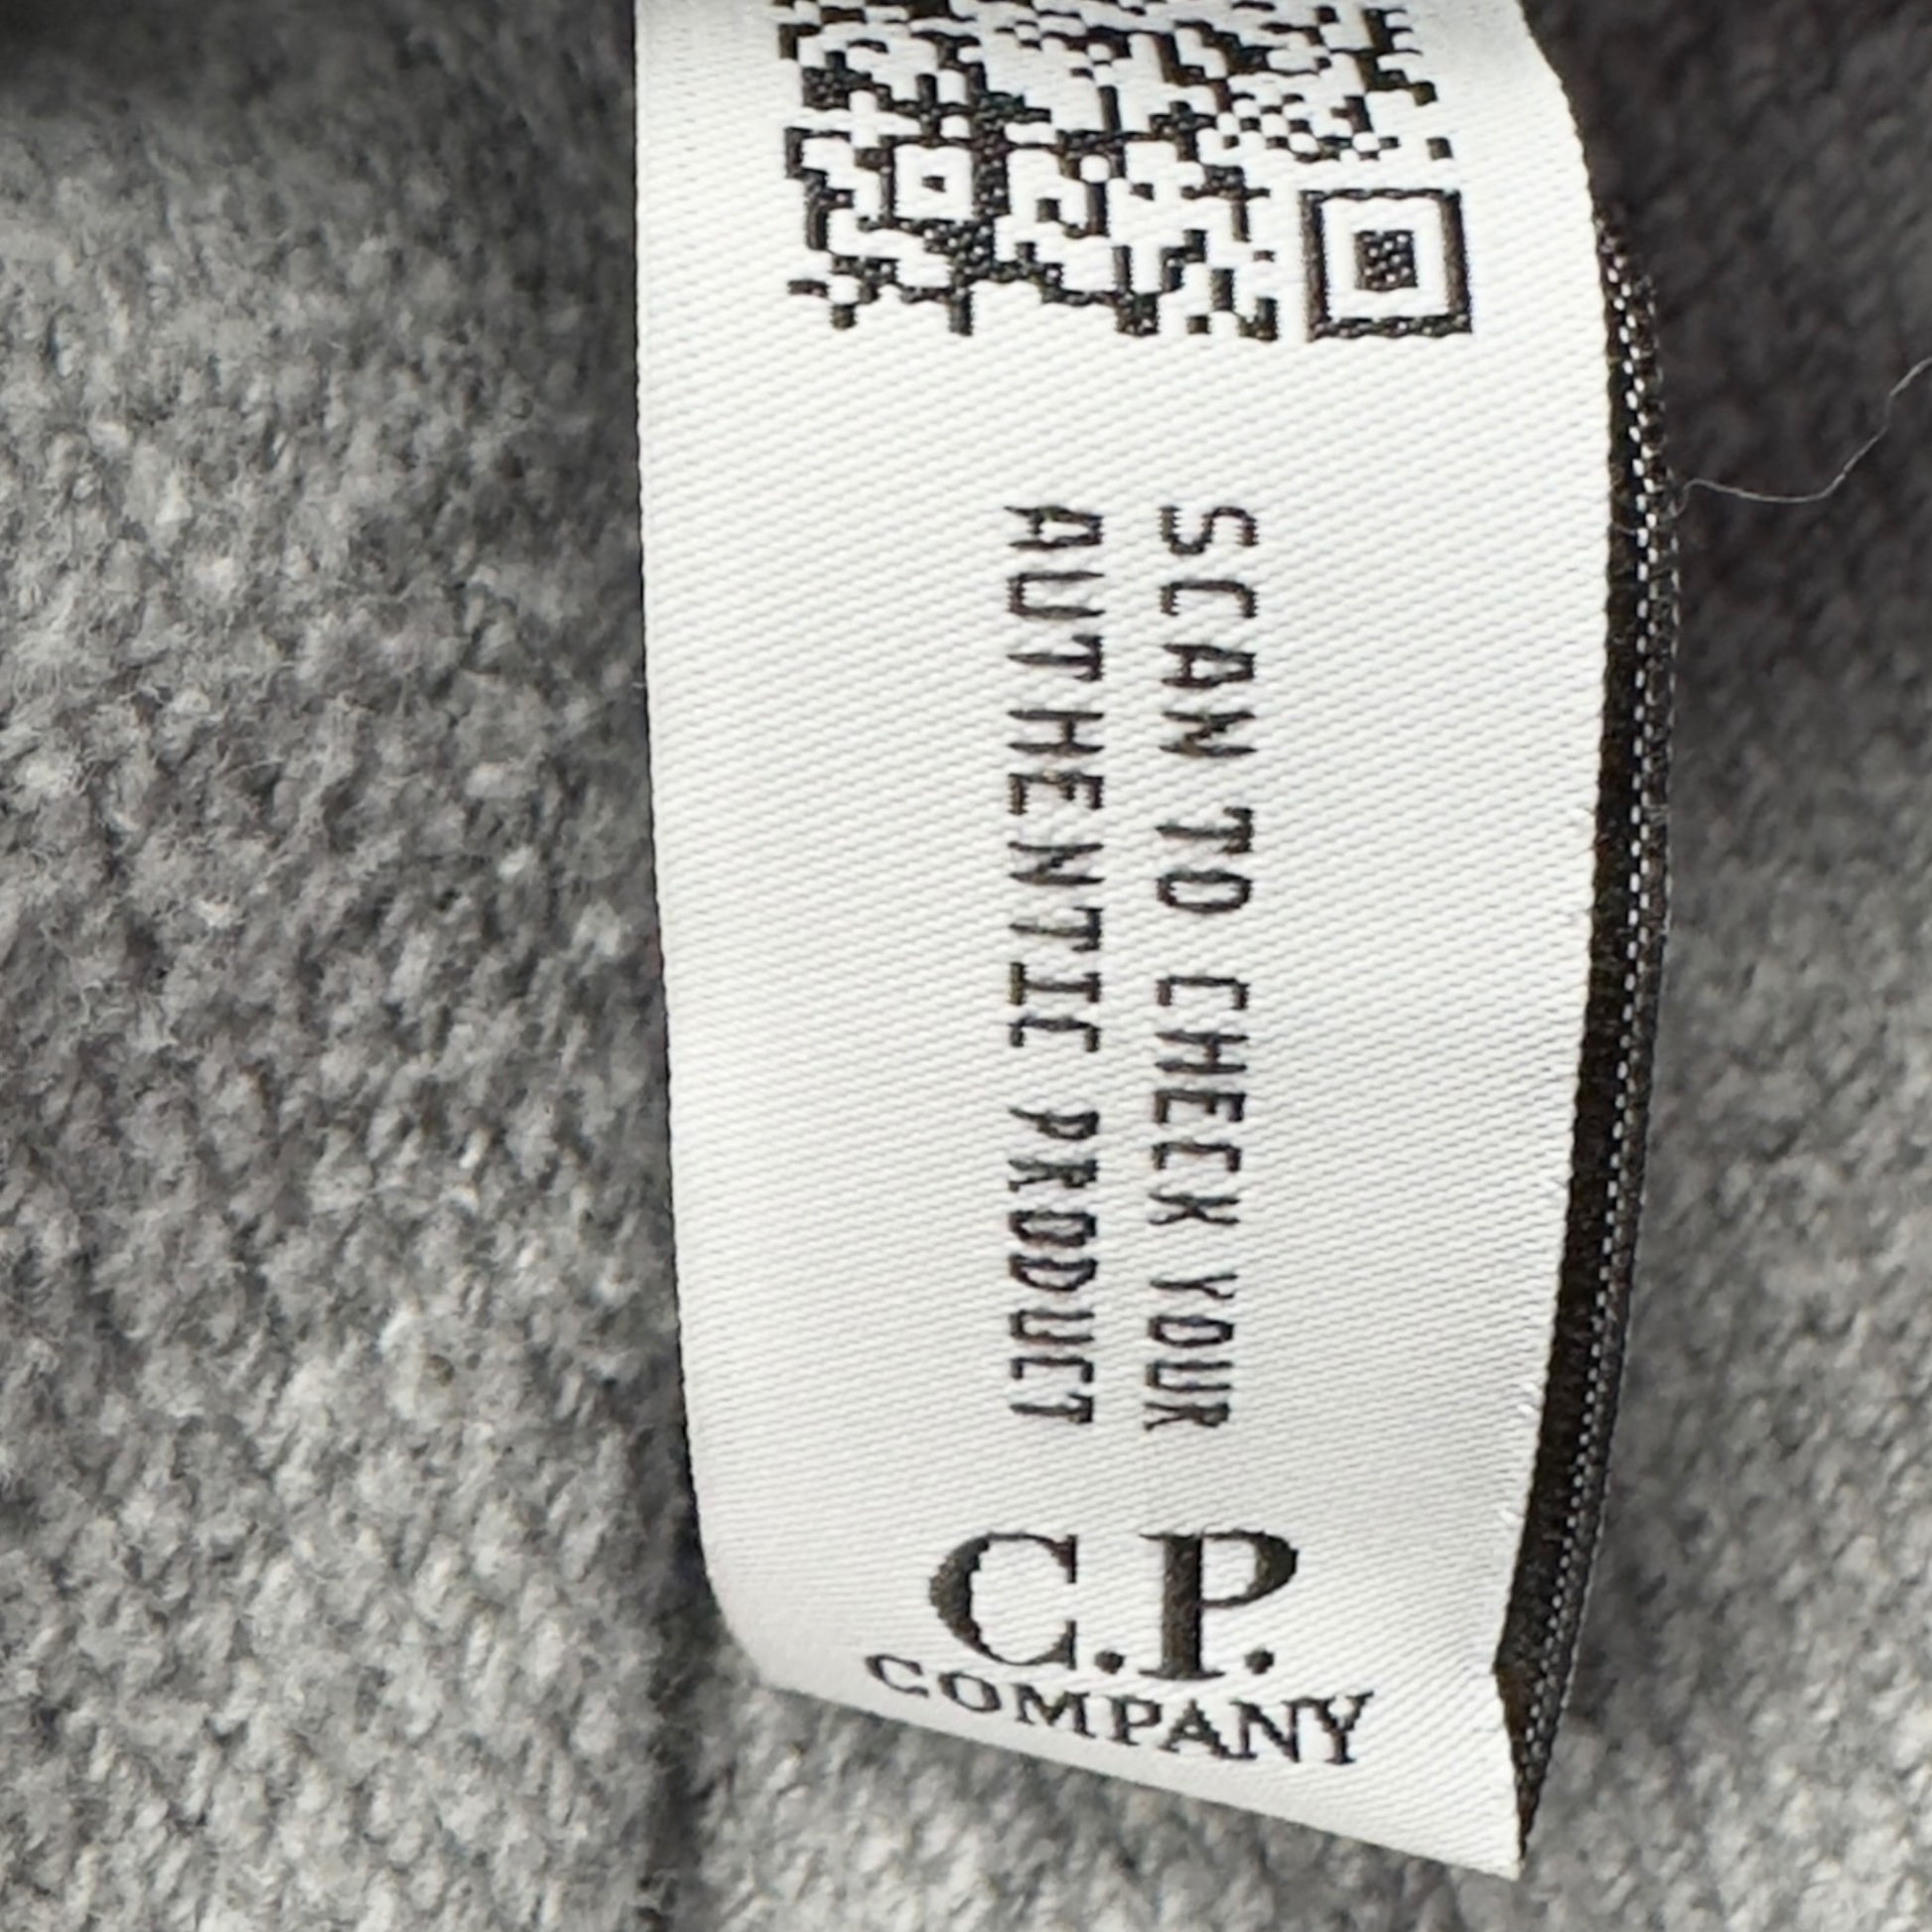 SCAN TO CHECK YOUR
AUTHENTIC PRODUCT
C.P.
COMPANY